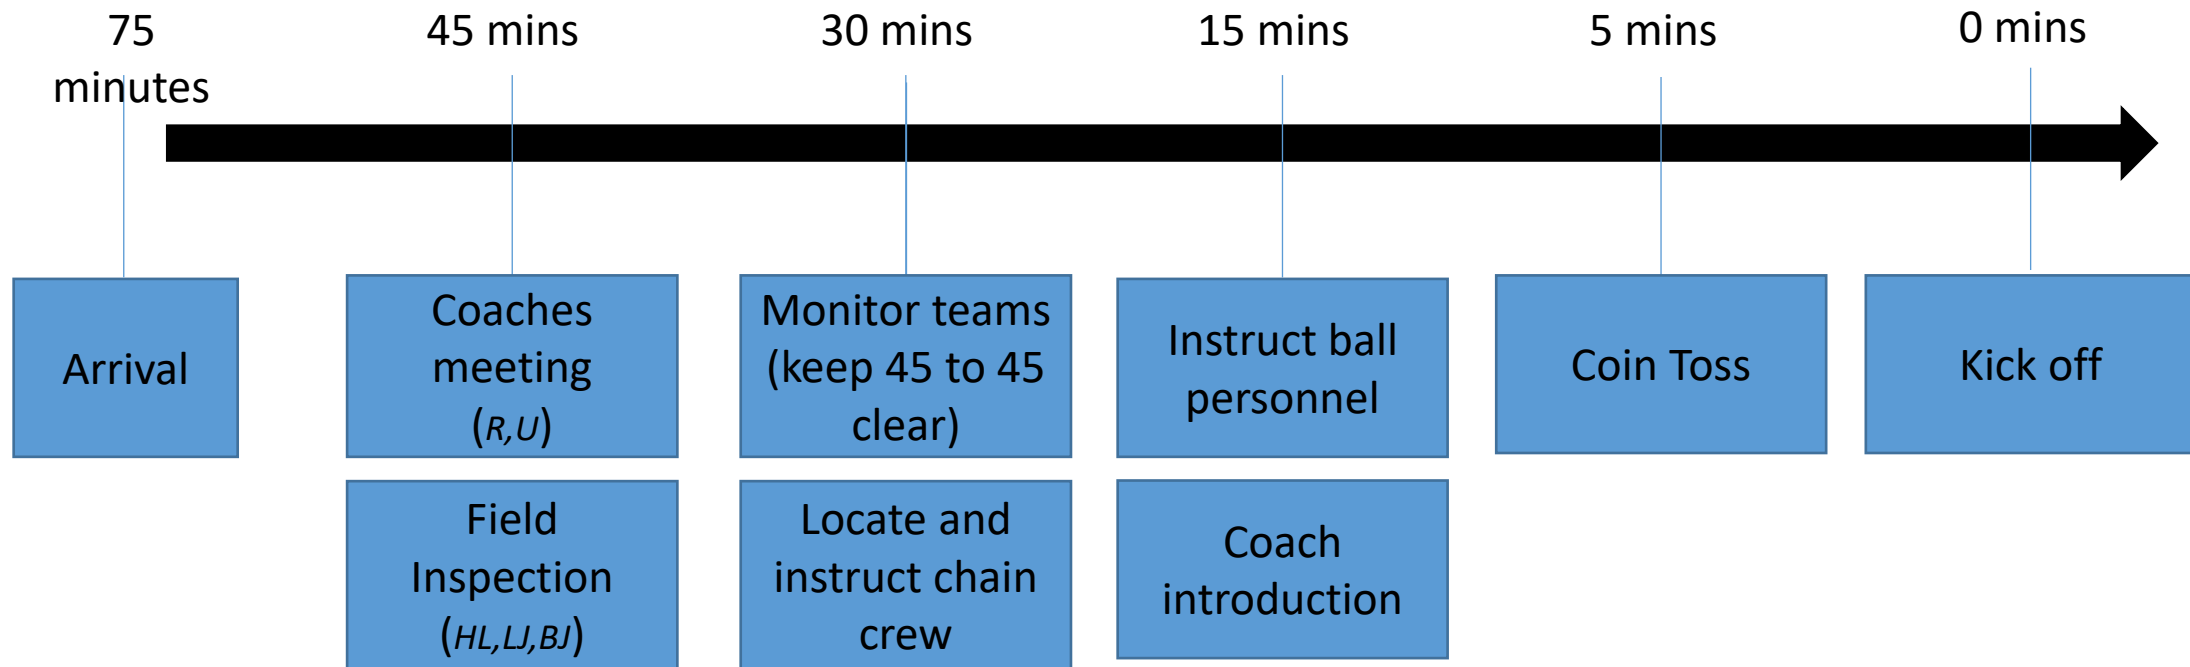 75
minutes
45 mins
30 mins
15 mins
5 mins
0 mins
Arrival
Coaches
meeting
(R,U)
Monitor teams
(keep 45 to 45
clear)
Instruct ball
personnel
Coin Toss
Kick off
Field
Inspection
(HL,LJ,BJ)
Locate and
instruct chain
crew
Coach
introduction